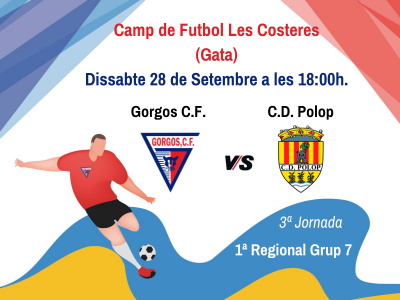 Camp de Futbol Les Costeres
(Gata)
Dissabte 28 de Setembre a les 18:00h.
Gorgos C.F.
C.D. Polop
GORGOS,C.F.
VS
C.D. POLOP
3ª Jornada
1ª Regional Grup 7